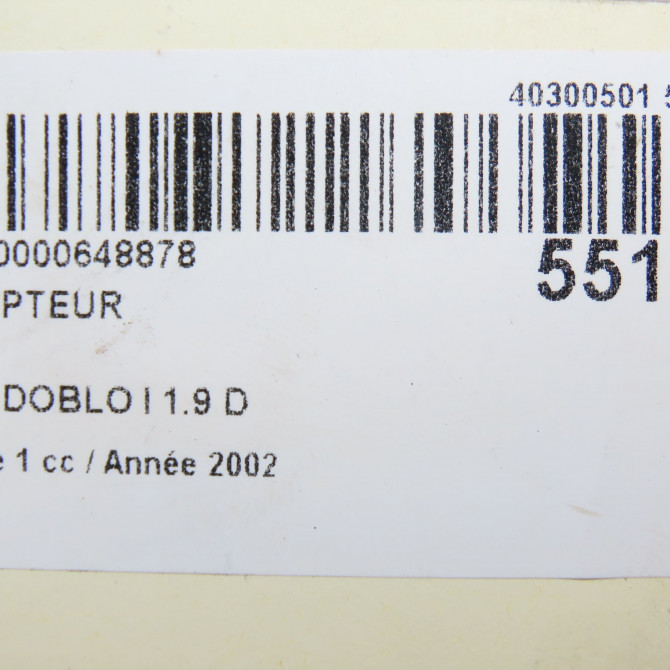 40300501 5
0000648878
551
PTEUR
DOBLO I 1.9 D
e 1 cc / Année 2002